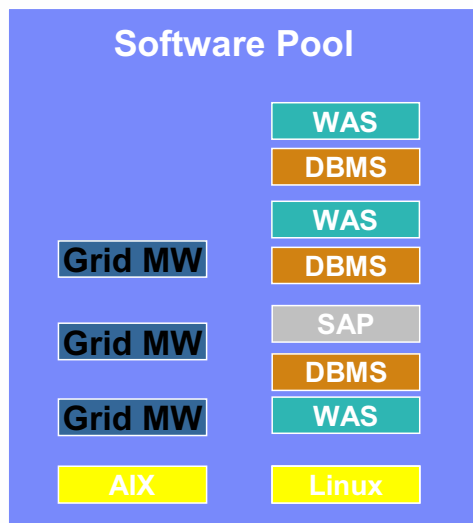 Software Pool
WAS
DBMS
WAS
Grid MW
DBMS
SAP
Grid MW
DBMS
Grid MW
WAS
AIX
Linux